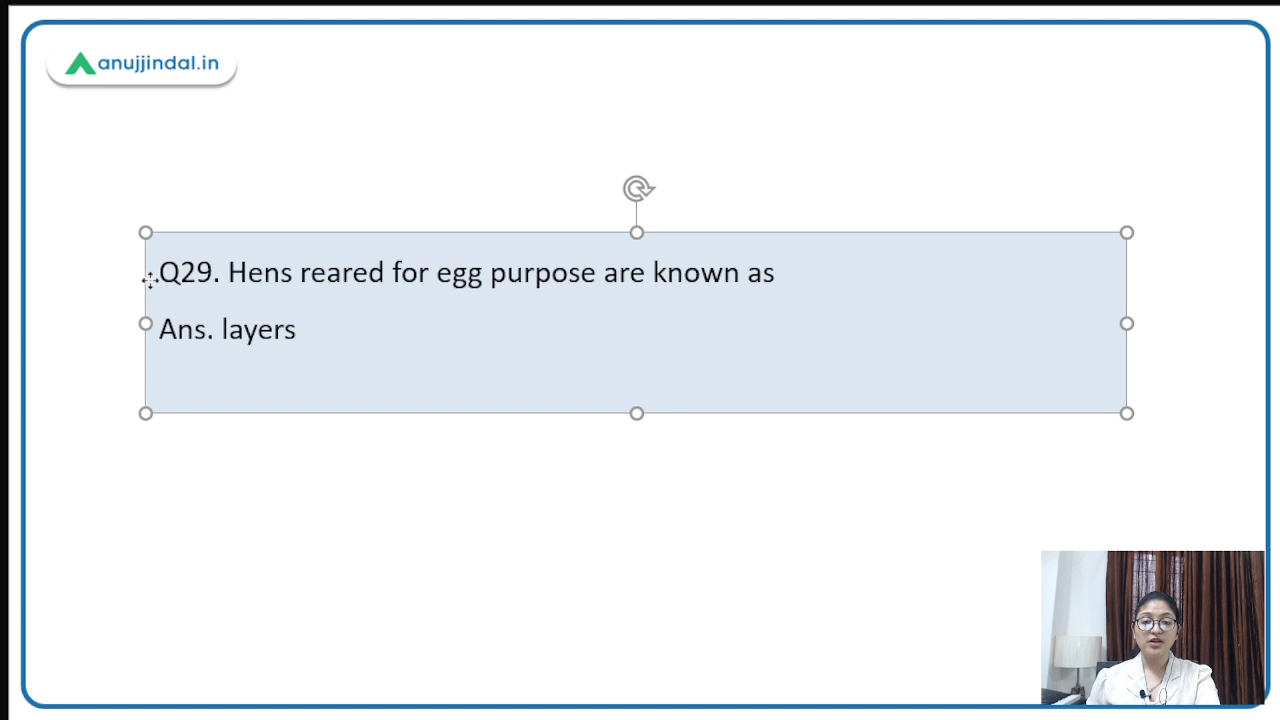 anujjindal.in
Q29. Hens reared for egg purpose are known as
Ans. layers